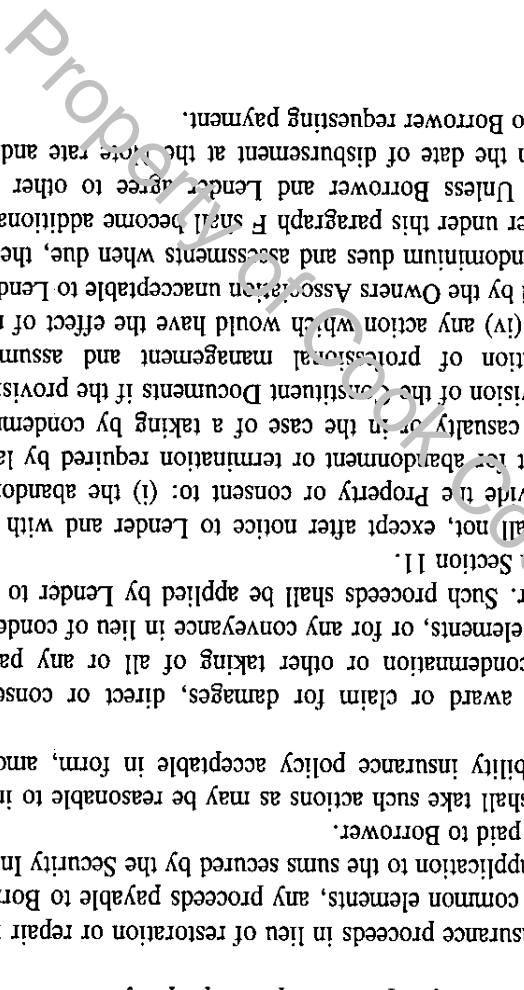 surance proceeds in lieu of restoration or repair
common elements, any proceeds payable to Bor
application to the sums secured by the Security In
paid to Borrower.
shall take such actions as may be reasonable to in
bility insurance policy acceptable in form, amo
award or claim for damages, direct or conse
condemnation or other taking of all or any pa
elements, or for any conveyance in lieu of conde
r. Such proceeds shall be applied by Lender to
n Section 11.
all not, except after notice to Lender and with
vide the Property or consent to: (i) the abando
t for abandonment or termination required by la
casualty or in the case of a taking by condem
vision of the Constituent Documents if the provis
tion of professional management and assum
(iv) any action which would have the effect of
l by the Owners Association unacceptable to Lend
ndominium dues and assessments when due, the
er under this paragraph F shall become additiona
Unless Borrower and Lender agree to other
n the date of disbursement at the Note rate and
o Borrower requesting payment.
Property of Cook Co